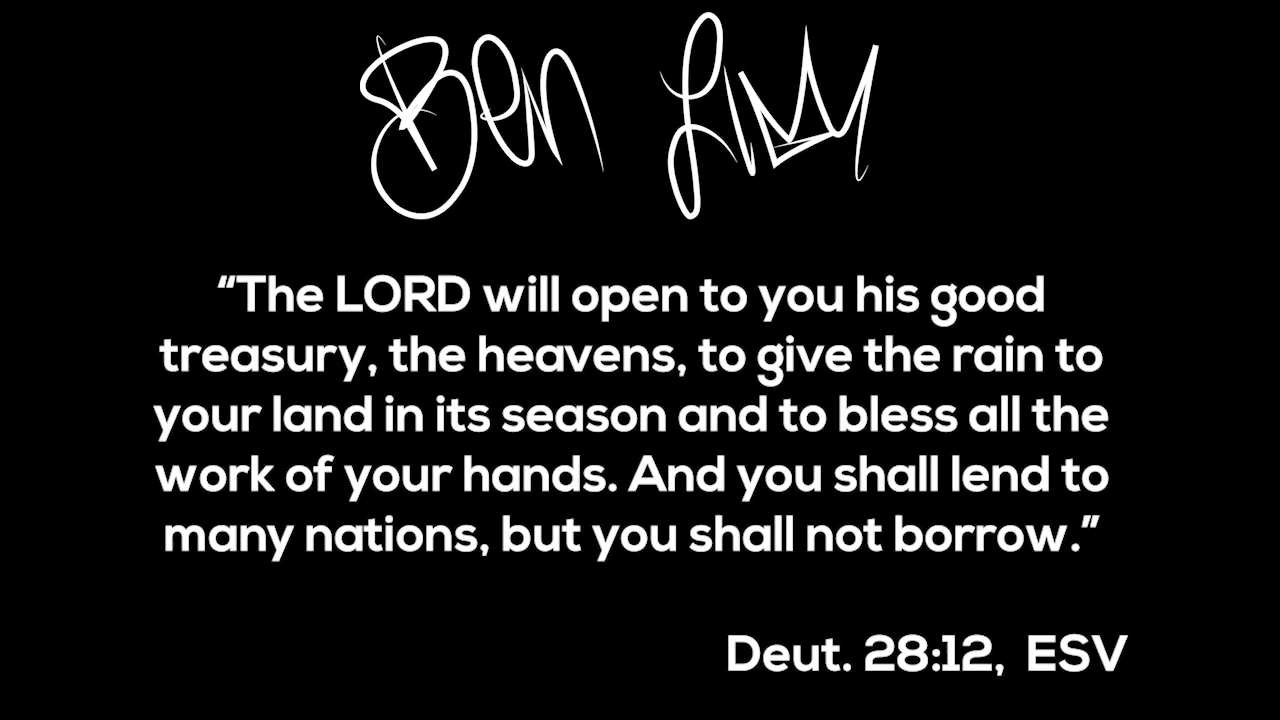 Ben
“The LORD will open to you his good
treasury, the heavens, to give the rain to
your land in its season and to bless all the
work of your hands. And you shall lend to
many nations, but you shall not borrow.”
Deut. 28:12, ESV